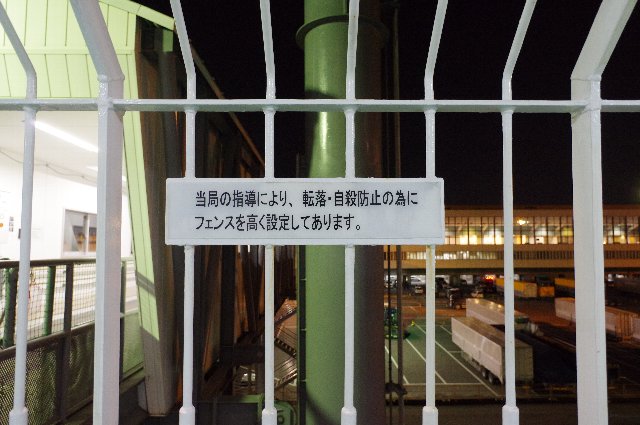 当局の指導により、転落・自殺防止の為に
フェンスを高く設定してあります。